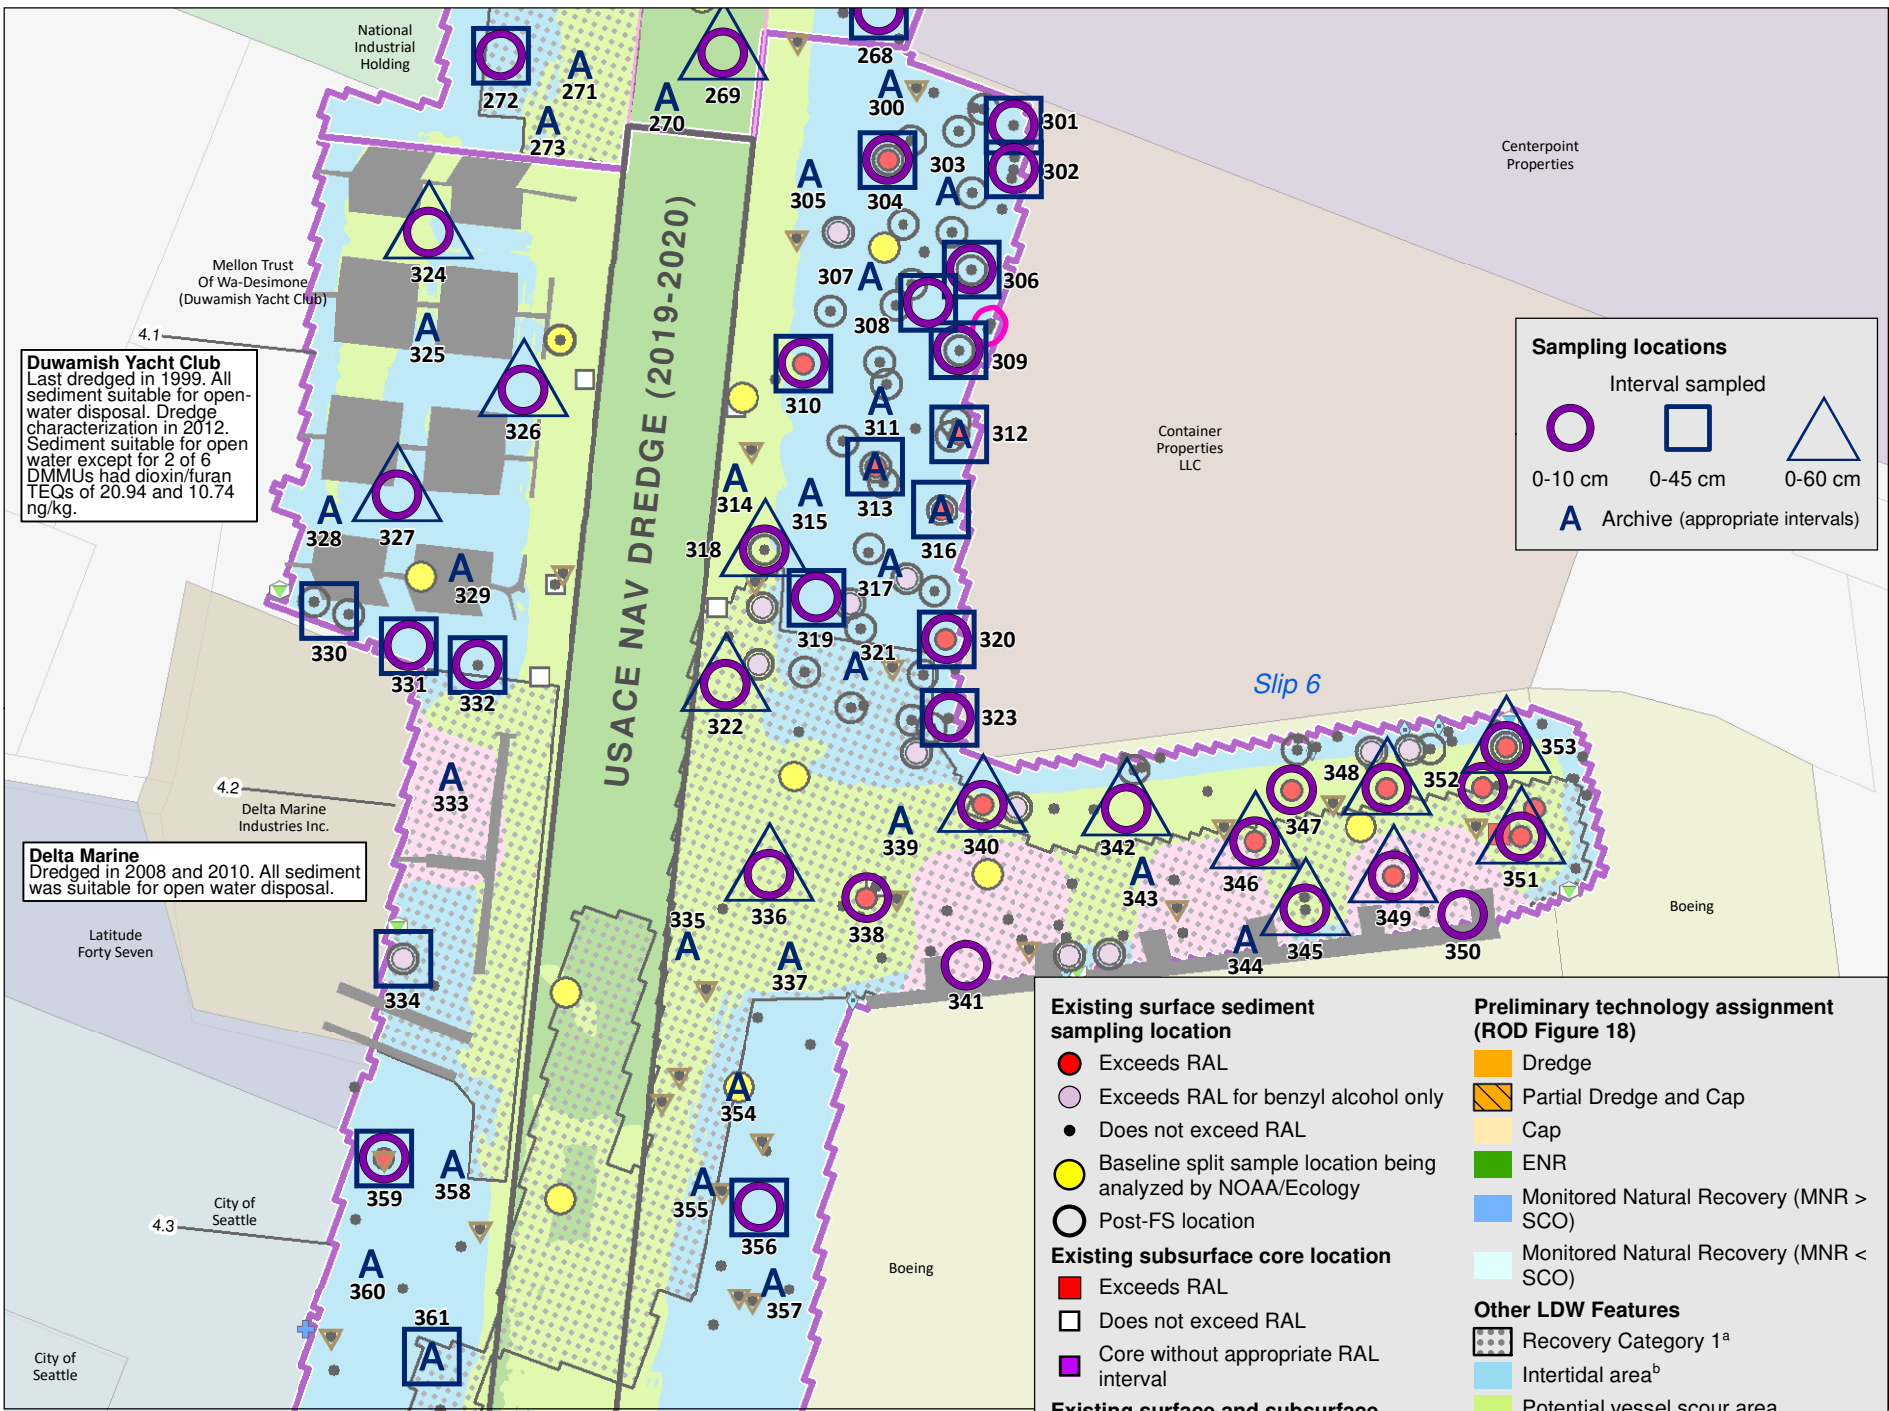 National
Industrial
Holding
268
A
271
272
A
270
269
A
273
A
300
301
302
303
A
304
A
305
Centerpoint
Properties
324
Mellon Trust
Of Wa-Desimone
(Duwamish Yacht Club)
4.1
A
325
326
307
A
306
308
309
310
A
311
A
312
A
313
A
314
A
315
A
316
A
317
318
319
320
321
A
322
323
USACE NAV DREDGE (2019-2020)
Duwamish Yacht Club
Last dredged in 1999. All
sediment suitable for open-
water disposal. Dredge
characterization in 2012.
Sediment suitable for open
water except for 2 of 6
DMMUs had dioxin/furan
TEQs of 20.94 and 10.74
ng/kg.
A
328
327
A
329
330
331
332
Container
Properties
LLC
Sampling locations
Interval sampled
0-10 cm
0-45 cm
0-60 cm
A Archive (appropriate intervals)
Slip 6
A
333
4.2
Delta Marine
Industries Inc.
Delta Marine
Dredged in 2008 and 2010. All sediment
was suitable for open water disposal.
Latitude
Forty Seven
334
335
A
336
A
337
338
A
339
340
341
342
A
343
A
344
345
346
347
348
349
350
351
352
353
Boeing
A
354
A
355
356
A
357
A
358
359
City of
Seattle
4.3
A
360
361
A
City of
Seattle
Boeing
Existing surface sediment
sampling location
Exceeds RAL
Exceeds RAL for benzyl alcohol only
Does not exceed RAL
Baseline split sample location being
analyzed by NOAA/Ecology
Post-FS location
Existing subsurface core location
Exceeds RAL
Does not exceed RAL
Core without appropriate RAL
interval
Existing surface and subsurface
Preliminary technology assignment
(ROD Figure 18)
Dredge
Partial Dredge and Cap
Cap
ENR
Monitored Natural Recovery (MNR >
SCO)
Monitored Natural Recovery (MNR <
SCO)
Other LDW Features
Recovery Category 1a
Intertidal areab
Potential vessel scour area